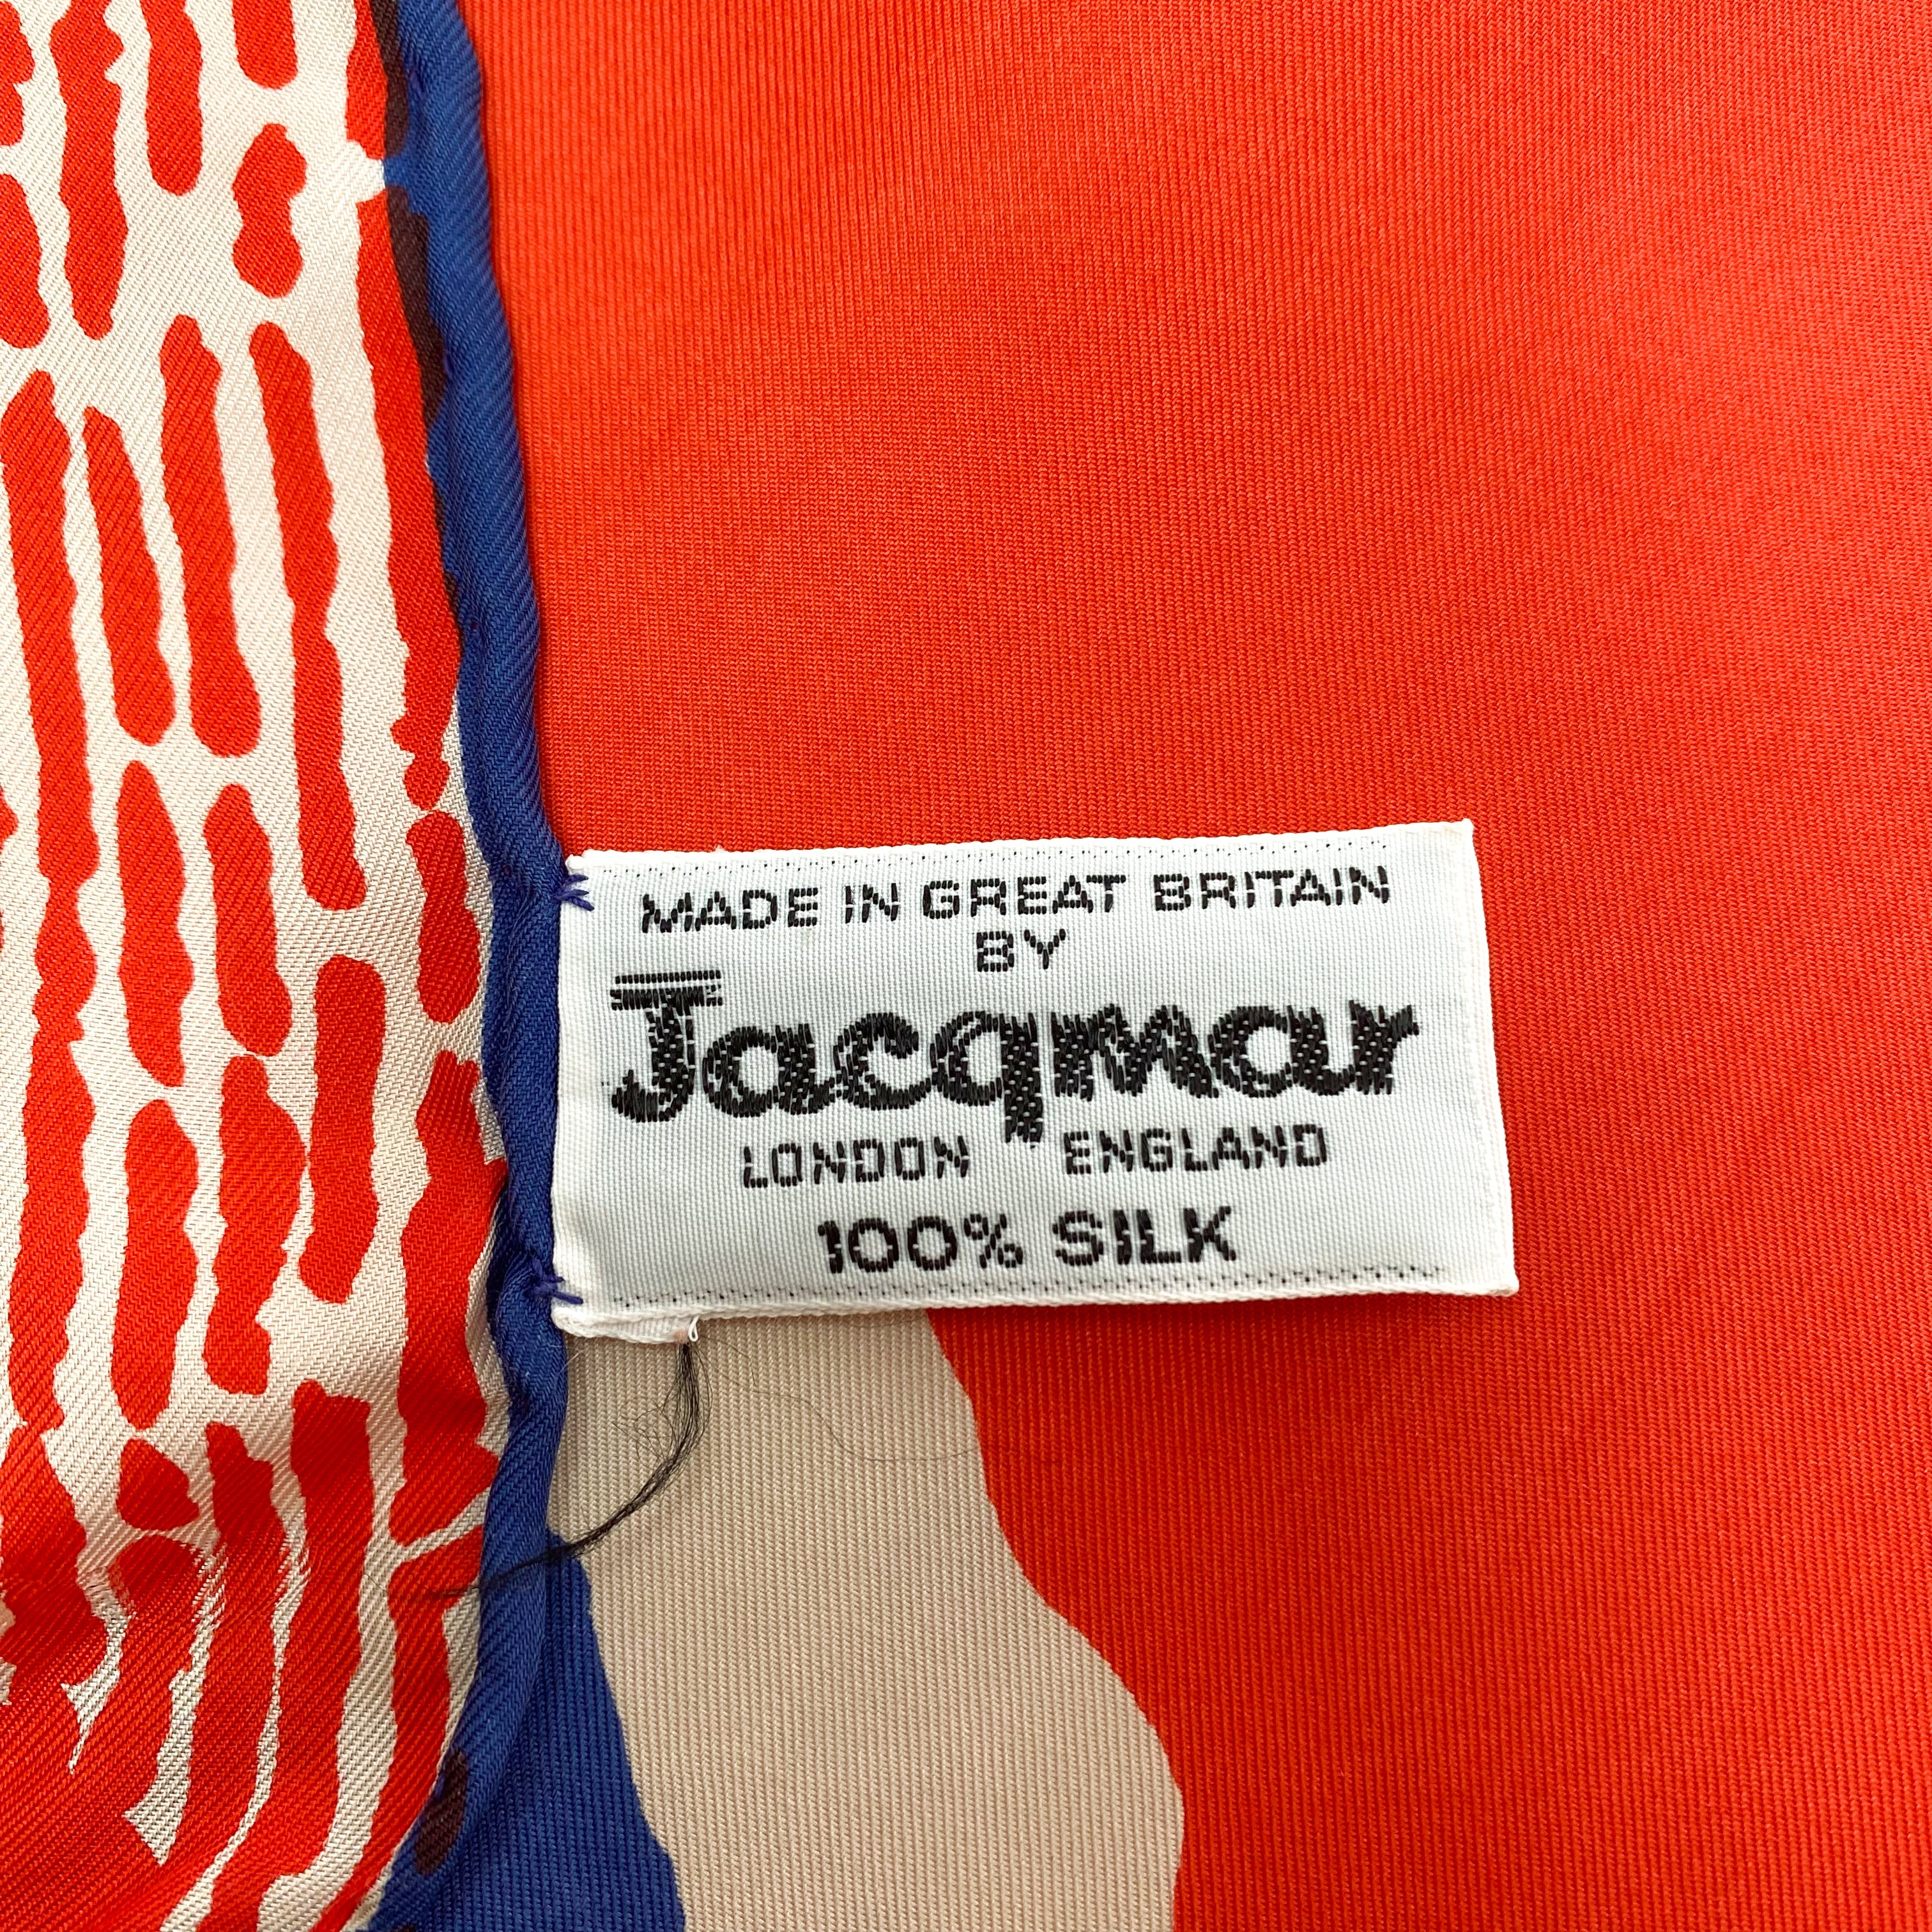 MADE IN GREAT BRITAIN
BY
Jacqmar
LONDON ENGLAND
100% SILK